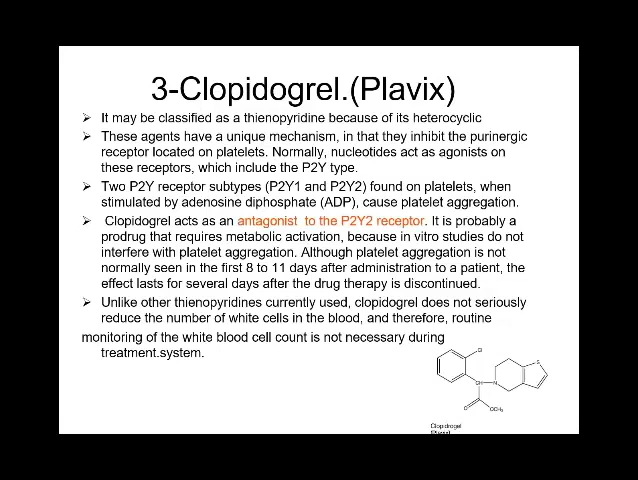 3-Clopidogrel.(Plavix)
➢ It may be classified as a thienopyridine because of its heterocyclic
➢ These agents have a unique mechanism, in that they inhibit the purinergic
receptor located on platelets. Normally, nucleotides act as agonists on
these receptors, which include the P2Y type.
➢ Two P2Y receptor subtypes (P2Y1 and P2Y2) found on platelets, when
stimulated by adenosine diphosphate (ADP), cause platelet aggregation.
➢ Clopidogrel acts as an antagonist to the P2Y2 receptor. It is probably a
prodrug that requires metabolic activation, because in vitro studies do not
interfere with platelet aggregation. Although platelet aggregation is not
normally seen in the first 8 to 11 days after administration to a patient, the
effect lasts for several days after the drug therapy is discontinued.
➢ Unlike other thienopyridines currently used, clopidogrel does not seriously
reduce the number of white cells in the blood, and therefore, routine
monitoring of the white blood cell count is not necessary during
treatment.system.
Cl
S
CH
N
O
OCH3
Clopidrogel
(Plavix)